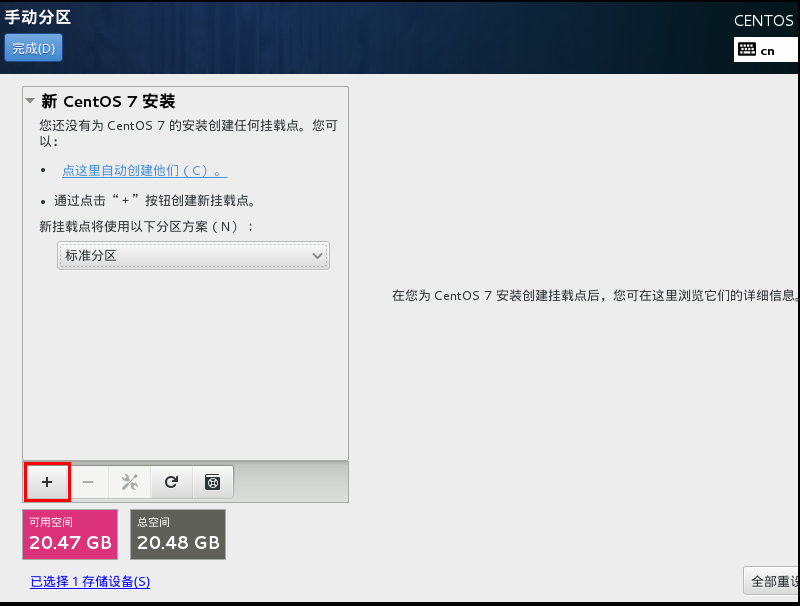 手动分区
CENTOS
完成(D)
cn
新 CentOS 7 安装
您还没有为 CentOS 7 的安装创建任何挂载点。您可
以：
• 点这里自动创建他们（C）。
• 通过点击“+”按钮创建新挂载点。
新挂载点将使用以下分区方案（N）：
标准分区
在您为 CentOS 7 安装创建挂载点后，您可在这里浏览它们的详细信息。
+ −
可用空间
20.47 GB
总空间
20.48 GB
已选择 1 存储设备(S)
全部重设